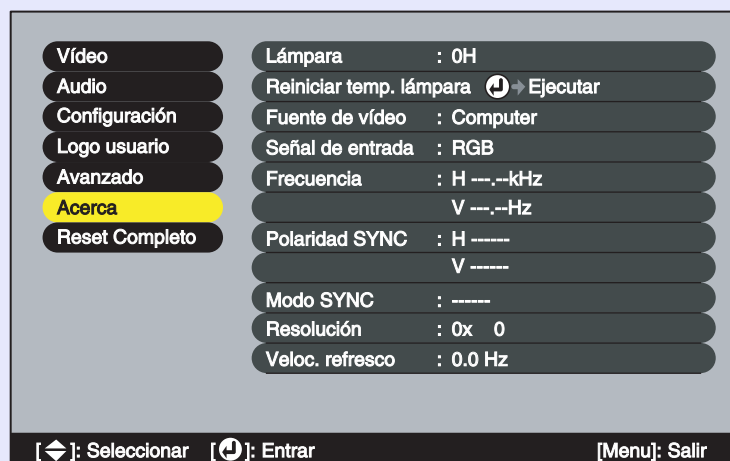 Vídeo
Audio
Configuración
Logo usuario
Avanzado
Acerca
Reset Completo
Lámpara : 0H
Reiniciar temp. lámpara Ejecutar
Fuente de vídeo : Computer
Señal de entrada : RGB
Frecuencia : H ---.--kHz
V ---.--Hz
Polaridad SYNC : H ------
V ------
Modo SYNC : ------
Resolución : 0x 0
Veloc. refresco : 0.0 Hz
[ ]: Seleccionar [ ]: Entrar [Menu]: Salir